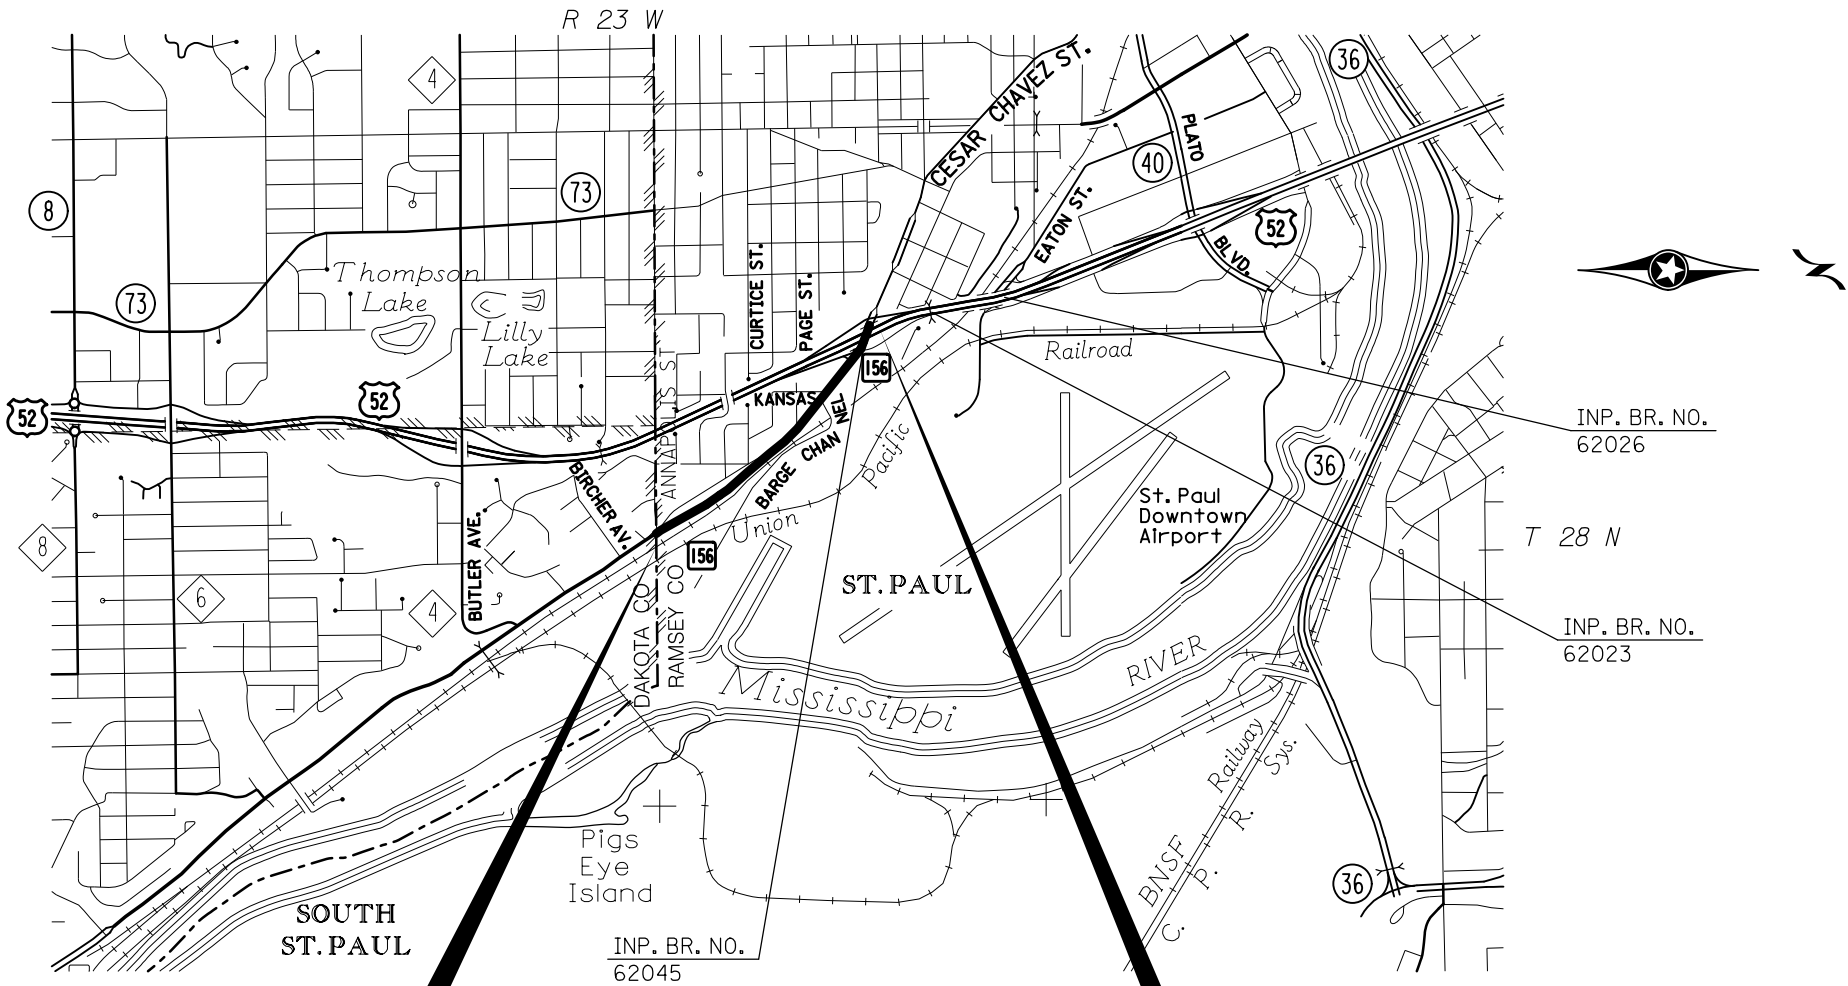 R 23 W
4
36
CESAR CHAVEZ ST.
PLATO
40
8
73
EATON ST.
52
BLVD.
Thompson
Lake
73
Lilly
Lake
CURTICE ST.
PAGE ST.
Railroad
156
ANNAPOLIS ST
52
52
KANSAS
BARGE CHANNEL
Pacific
INP. BR. NO.
62026
36
BIRCHER AV.
St. Paul
Downtown
Airport
T 28 N
Union
BUTLER AVE.
8
156
ST. PAUL
6
4
DAKOTA CO
RAMSEY CO
INP. BR. NO.
62023
Mississippi
RIVER
Railway
Sys.
Pigs
Eye
Island
BNSF
C. P. R.
36
SOUTH
ST. PAUL
INP. BR. NO.
62045